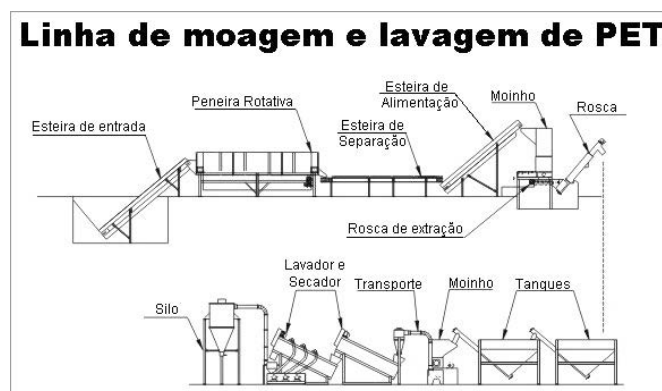 Linha de moagem e lavagem de PET
Esteira de
Alimentação
Moinho
Rosca
Peneira Rotativa
Esteira de entrada
Esteira de
Separação
Rosca de extração
Lavador e
Secador
Transporte
Moinho
Tanques
Silo